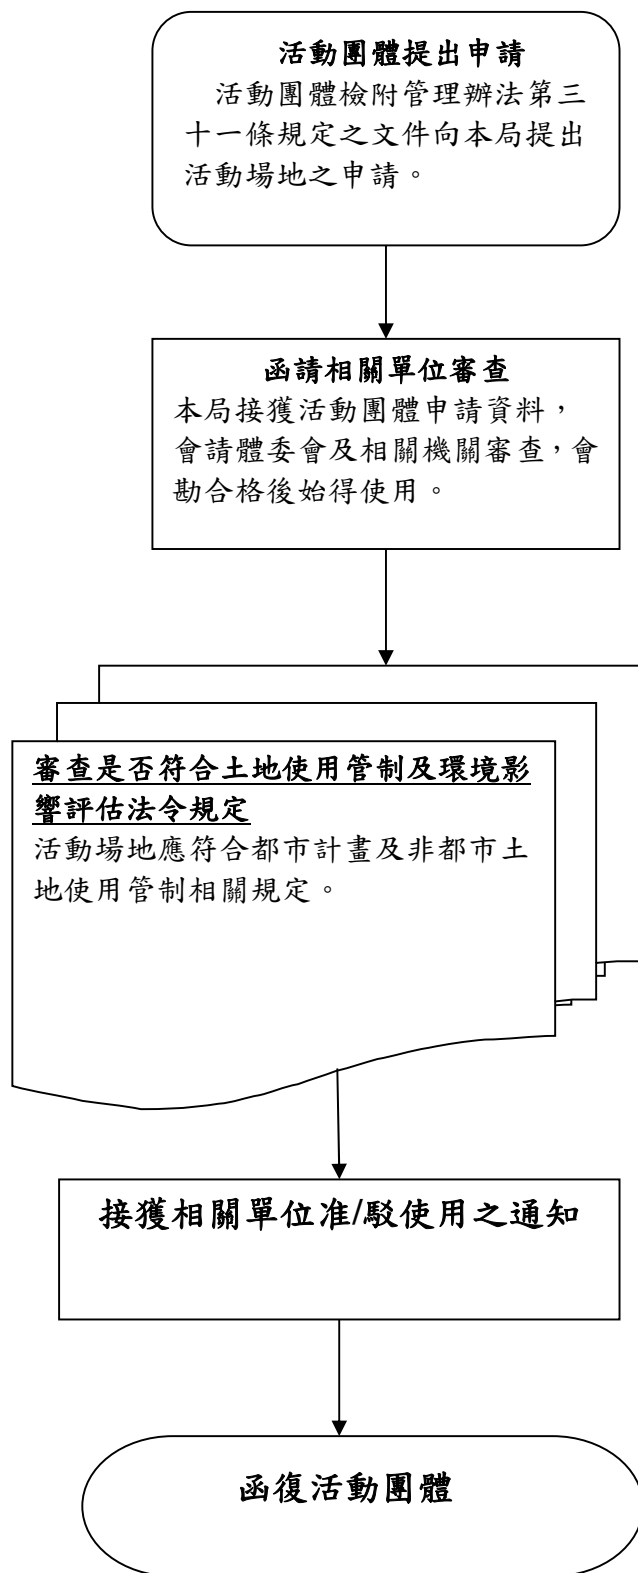 活動團體提出申請
活動團體檢附管理辦法第三
十一條規定之文件向本局提出
活動場地之申請。
函請相關單位審查
本局接獲活動團體申請資料，
會請體委會及相關機關審查，會
勘合格後始得使用。
審查是否符合土地使用管制及環境影
響評估法令規定
活動場地應符合都市計畫及非都市土
地使用管制相關規定。
接獲相關單位准/駁使用之通知
函復活動團體